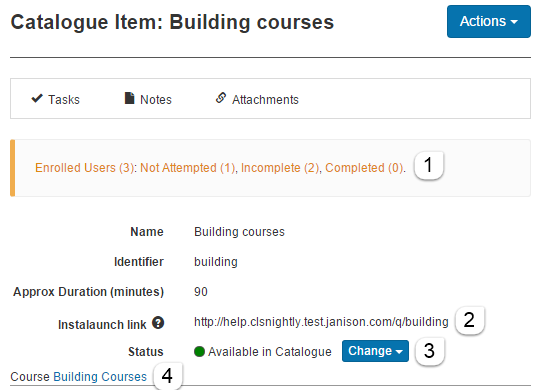 Catalogue Item: Building courses
Actions
Tasks Notes Attachments
Enrolled Users (3): Not Attempted (1), Incomplete (2), Completed (0). 1
Name Building courses
Identifier building
Approx Duration (minutes) 90
Instalaunch link ? http://help.clsnightly.test.janison.com/q/building 2
Status Available in Catalogue Change 3
Course Building Courses 4